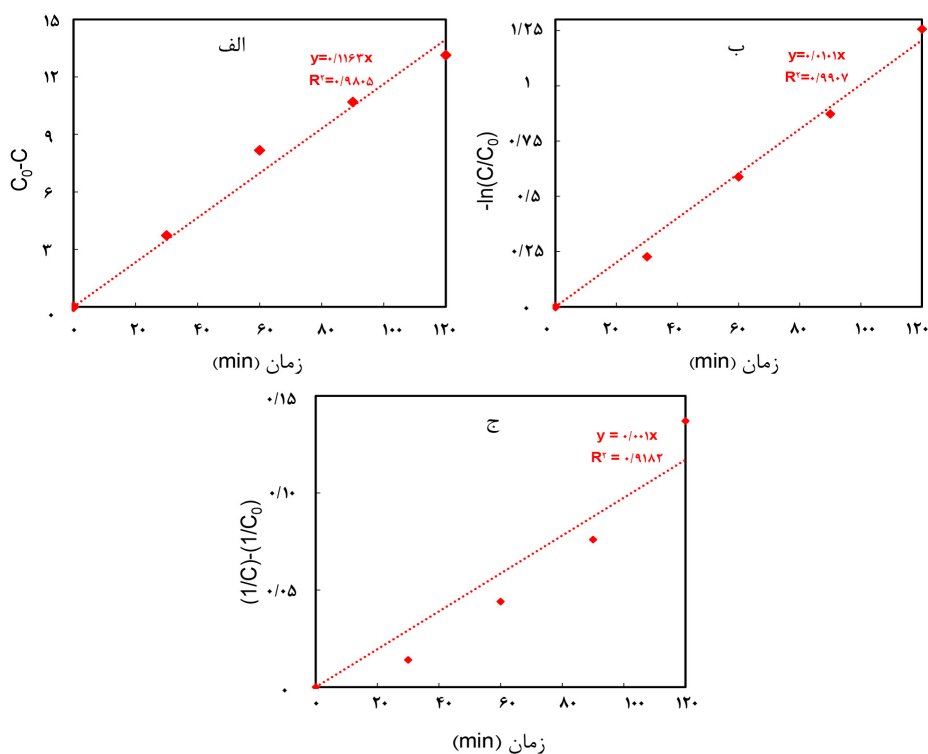 الف
y=۰/۱۱۶۳x
R²=۰/۹۸۰۵
C₀-C
۱۵
۱۲
۹
۶
۳
۰
۰ ۲۰ ۴۰ ۶۰ ۸۰ ۱۰۰ ۱۲۰
زمان (min)
ب
y=۰/۰۱۰۱x
R²=۰/۹۹۰۷
-ln(C/C₀)
۱/۲۵
۱
۰/۷۵
۰/۵
۰/۲۵
۰
۰ ۲۰ ۴۰ ۶۰ ۸۰ ۱۰۰ ۱۲۰
زمان (min)
ج
y = ۰/۰۰۱x
R² = ۰/۹۱۸۲
(1/C)-(1/C₀)
۰/۱۵
۰/۱۰
۰/۰۵
۰
۰ ۲۰ ۴۰ ۶۰ ۸۰ ۱۰۰ ۱۲۰
زمان (min)